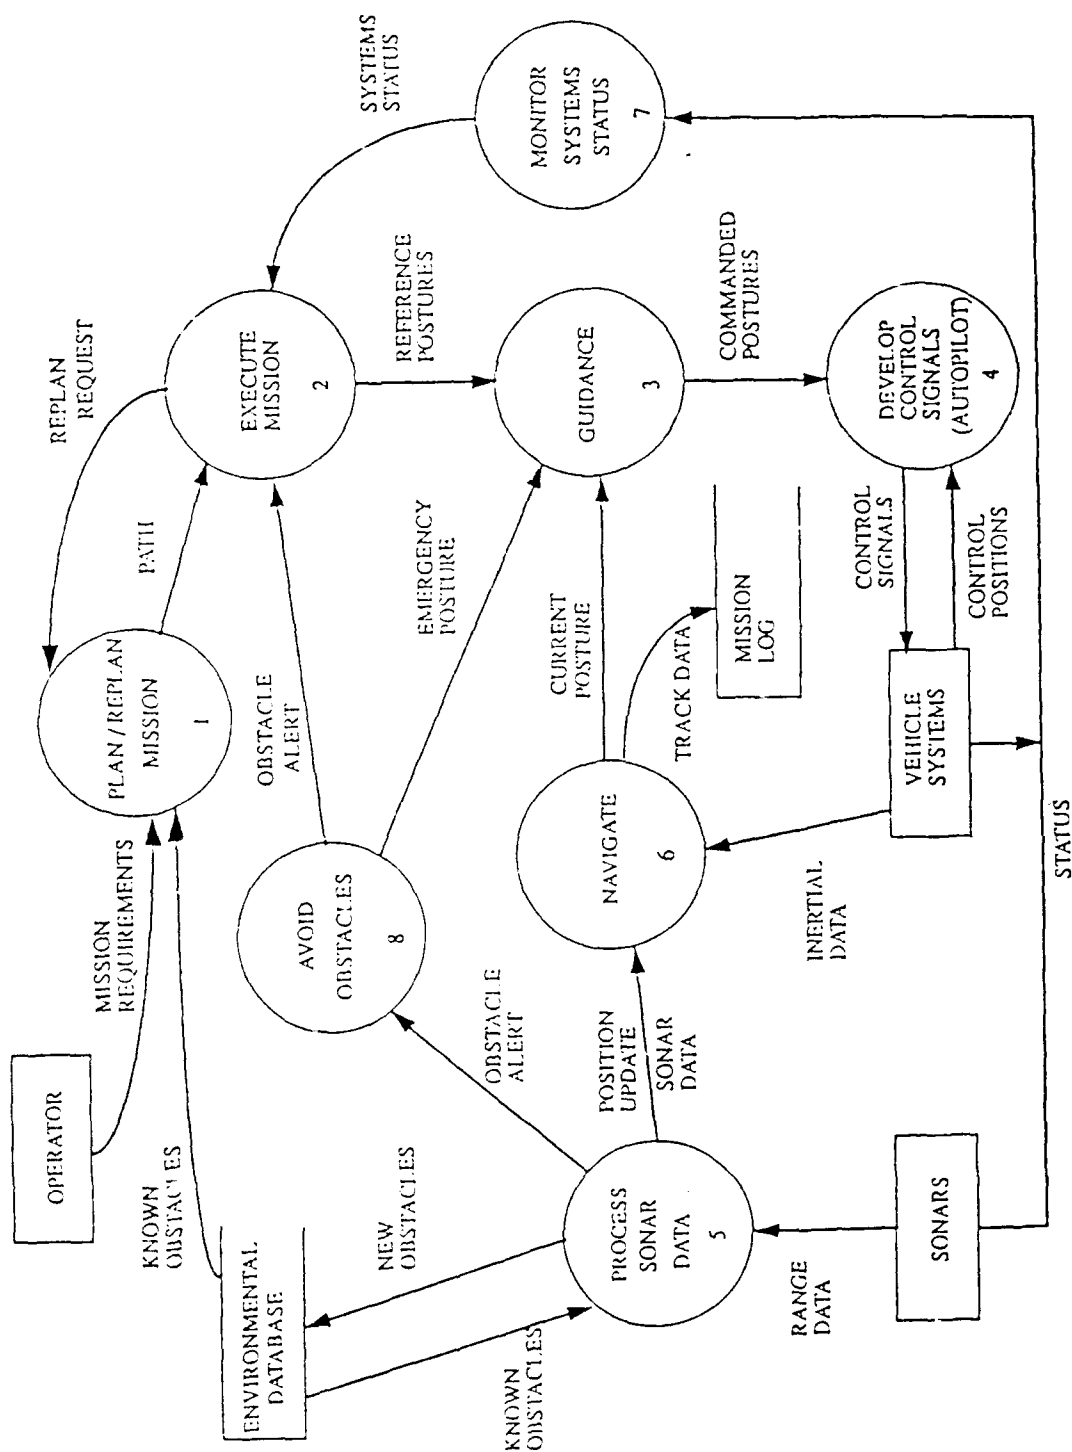 OPERATOR
MISSION
REQUIREMENTS
KNOWN
OBSTACLES
PLAN / REPLAN
MISSION
1
REPLAN
REQUEST
PATH
SYSTEMS
STATUS
ENVIRONMENTAL
DATABASE
NEW
OBSTACLES
KNOWN
OBSTACLES
AVOID
OBSTACLES
8
OBSTACLE
ALERT
EXECUTE
MISSION
2
OBSTACLE
ALERT
EMERGENCY
POSTURE
REFERENCE
POSTURES
MONITOR
SYSTEMS
STATUS
7
PROCESS
SONAR
DATA
5
POSITION
UPDATE
SONAR
DATA
NAVIGATE
6
CURRENT
POSTURE
TRACK DATA
MISSION
LOG
GUIDANCE
3
COMMANDED
POSTURES
RANGE
DATA
INERTIAL
DATA
SONARS
VEHICLE
SYSTEMS
CONTROL
SIGNALS
CONTROL
POSITIONS
DEVELOP
CONTROL
SIGNALS
(AUTOPILOT)
4
STATUS